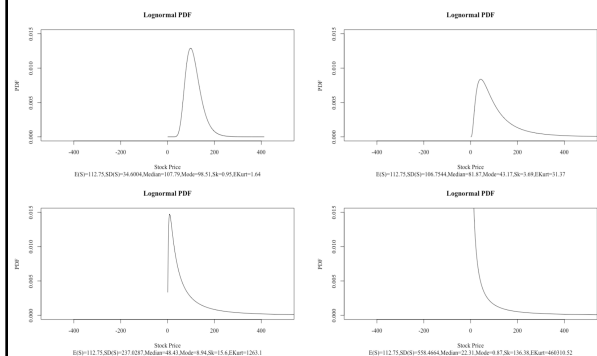 Lognormal PDF
0.015
0.010
0.005
0.000
PDF
-400 -200 0 200 400
Stock Price
E(S)=112.75,SD(S)=34.6004,Median=107.79,Mode=98.51,Sk=0.95,EKurt=1.64
Lognormal PDF
0.015
0.010
0.005
0.000
PDF
-400 -200 0 200 400
Stock Price
E(S)=112.75,SD(S)=106.7544,Median=81.87,Mode=43.17,Sk=3.69,EKurt=31.37
Lognormal PDF
0.015
0.010
0.005
0.000
PDF
-400 -200 0 200 400
Stock Price
E(S)=112.75,SD(S)=237.0287,Median=48.43,Mode=8.94,Sk=15.6,EKurt=1263.1
Lognormal PDF
0.015
0.010
0.005
0.000
PDF
-400 -200 0 200 400
Stock Price
E(S)=112.75,SD(S)=558.4664,Median=22.31,Mode=0.87,Sk=136.38,EKurt=460310.52